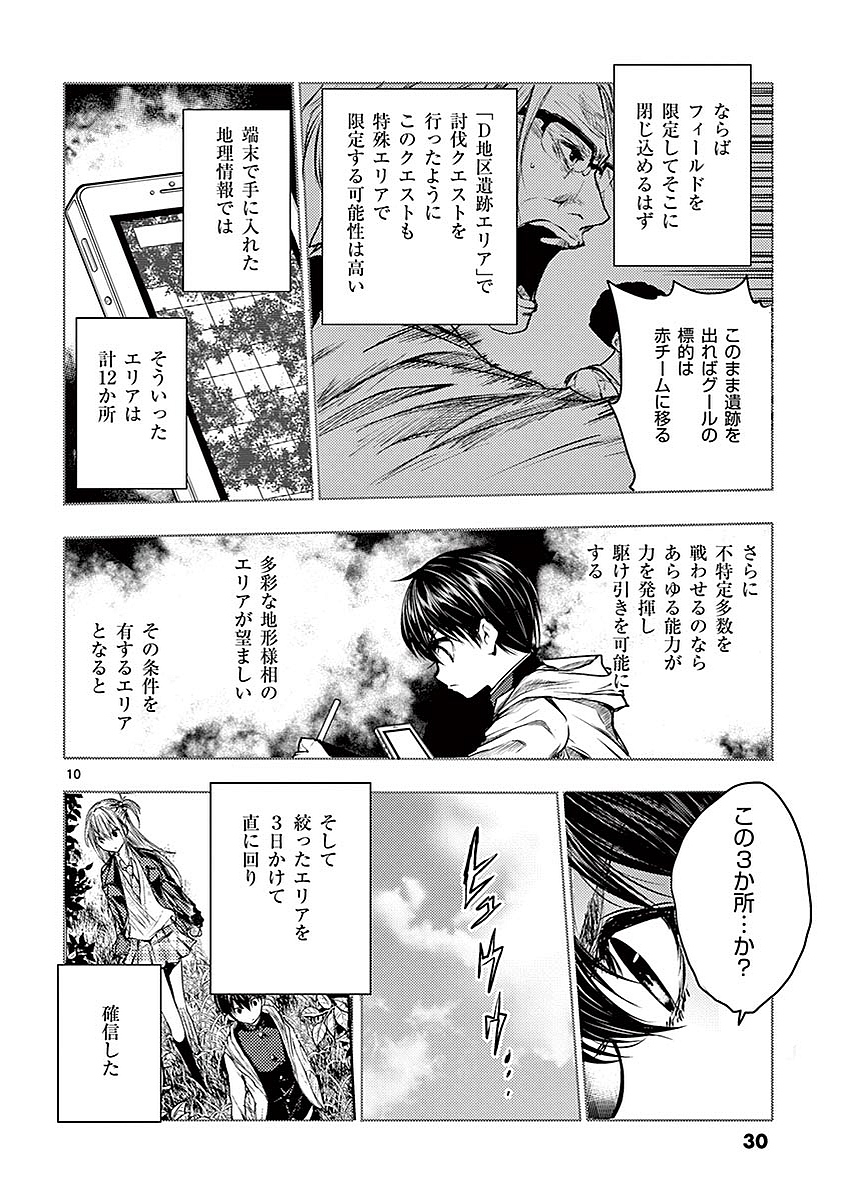 ならば
フィールドを
限定してそこに
閉じ込めるはず
このまま遺跡を
出ればグールの
標的は
赤チームに移る
「D地区遺跡エリア」で
討伐クエストを
行ったように
このクエストも
特殊エリアで
限定する可能性は高い
端末で手に入れた
地理情報では
そういった
エリアは
計12か所
さらに
不特定多数を
戦わせるのなら
あらゆる能力が
力を発揮し
駆け引きを可能に
する
多彩な地形様相の
エリアが望ましい
その条件を
有するエリア
となると
10
この3か所…か?
ヒュウウ
そして
絞ったエリアを
3日かけて
直に回り
確信した
30